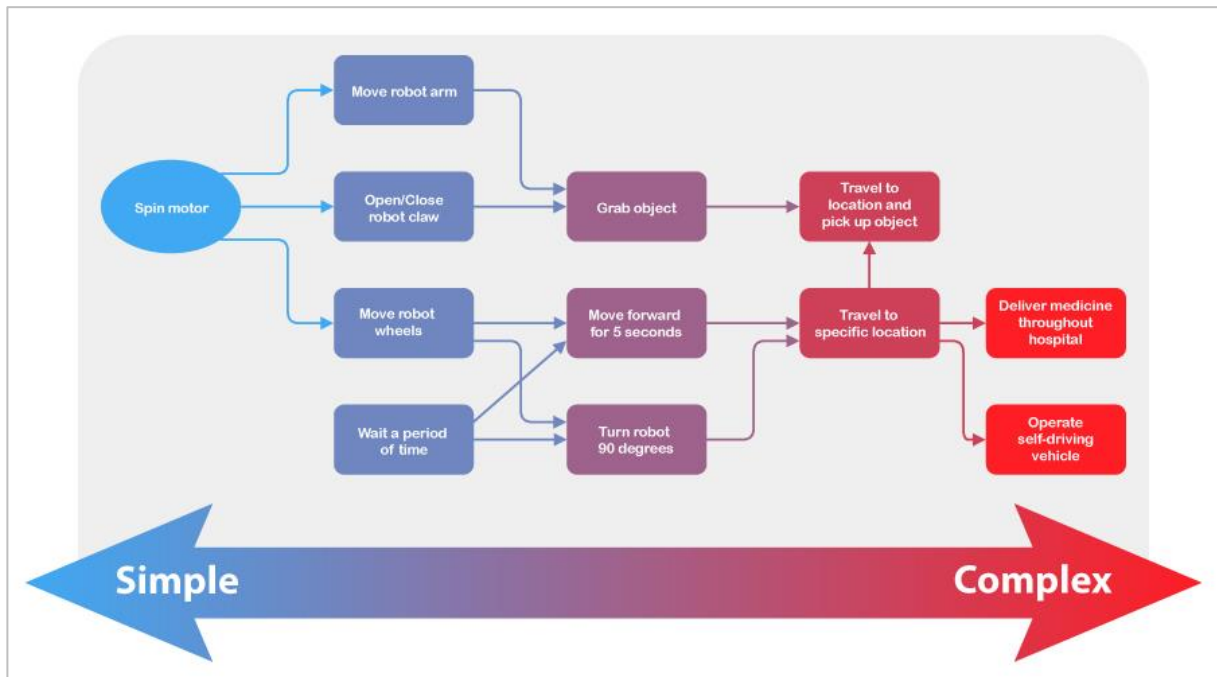 Move robot arm
Spin motor
Open/Close
robot claw
Grab object
Travel to
location and
pick up object
Move robot
wheels
Move forward
for 5 seconds
Travel to
specific location
Deliver medicine
throughout
hospital
Wait a period
of time
Turn robot
90 degrees
Operate
self-driving
vehicle
Simple
Complex